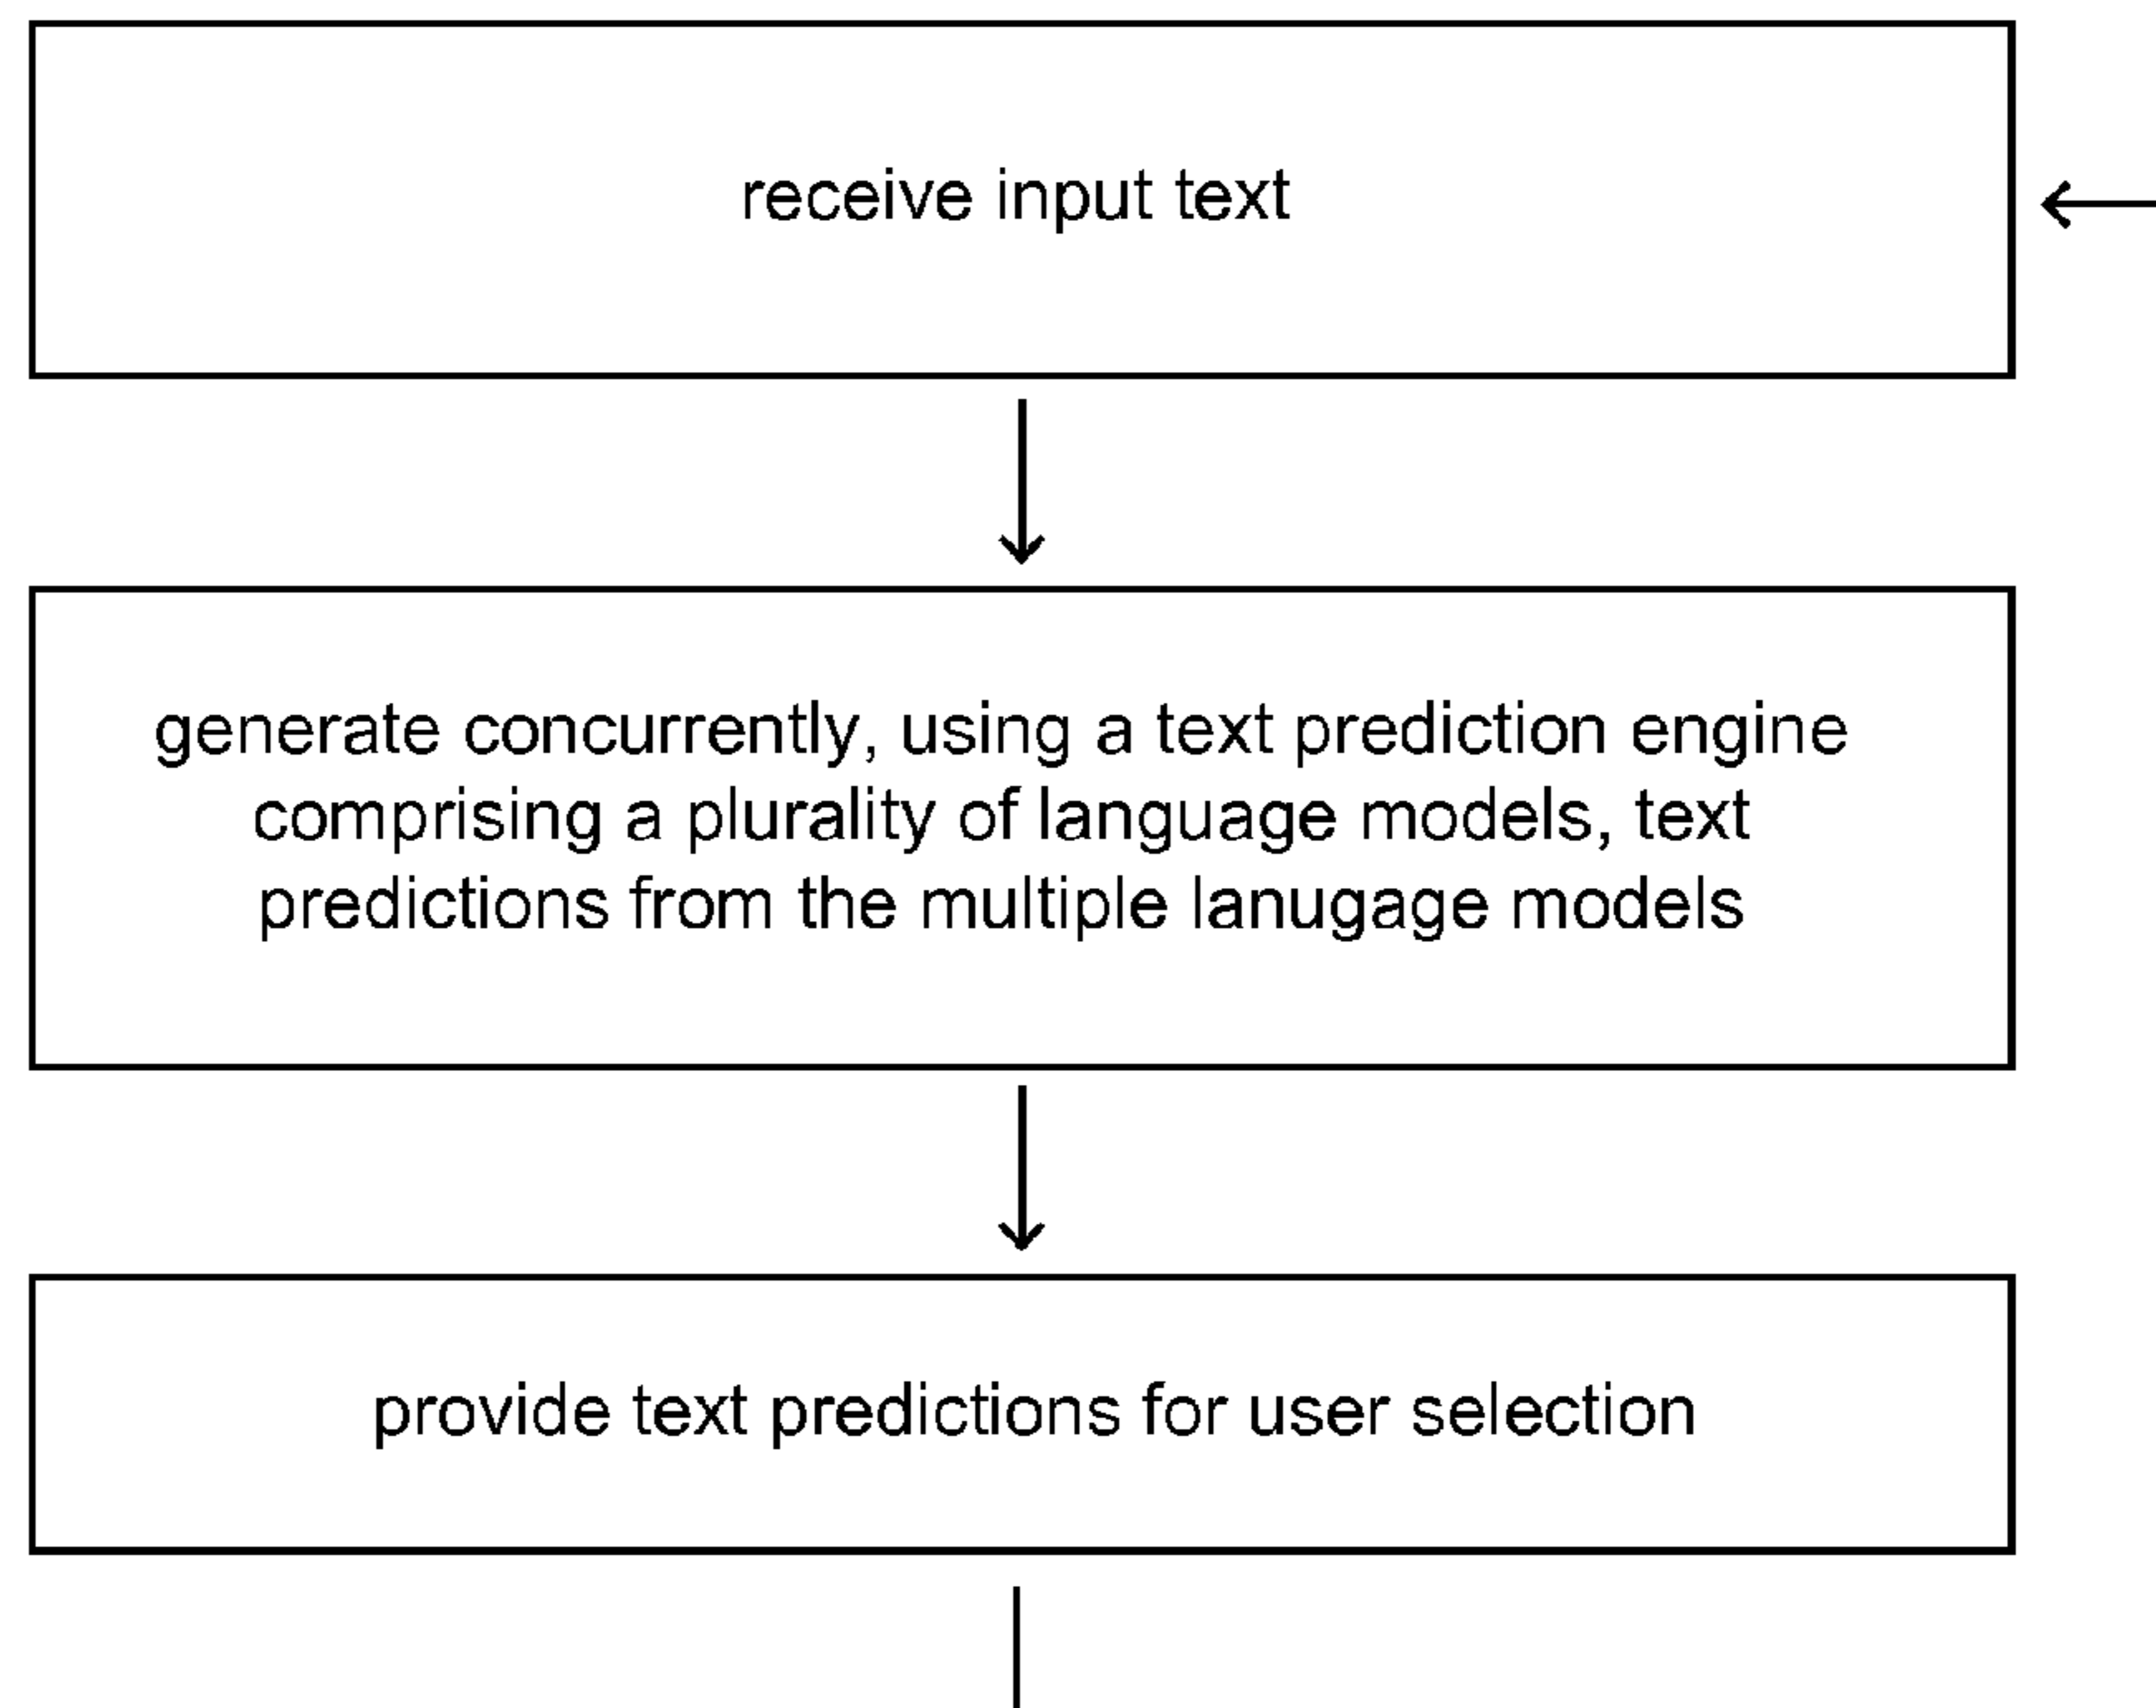 receive input text
generate concurrently, using a text prediction engine
comprising a plurality of language models, text
predictions from the multiple lanugage models
provide text predictions for user selection